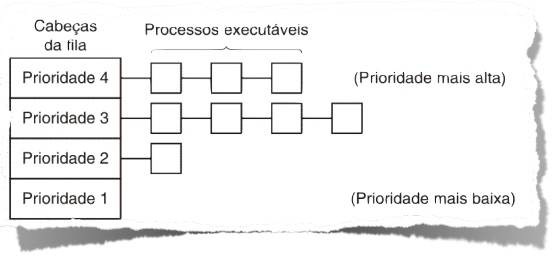 Cabeças
da fila
Processos executáveis
Prioridade 4
(Prioridade mais alta)
Prioridade 3
Prioridade 2
Prioridade 1
(Prioridade mais baixa)